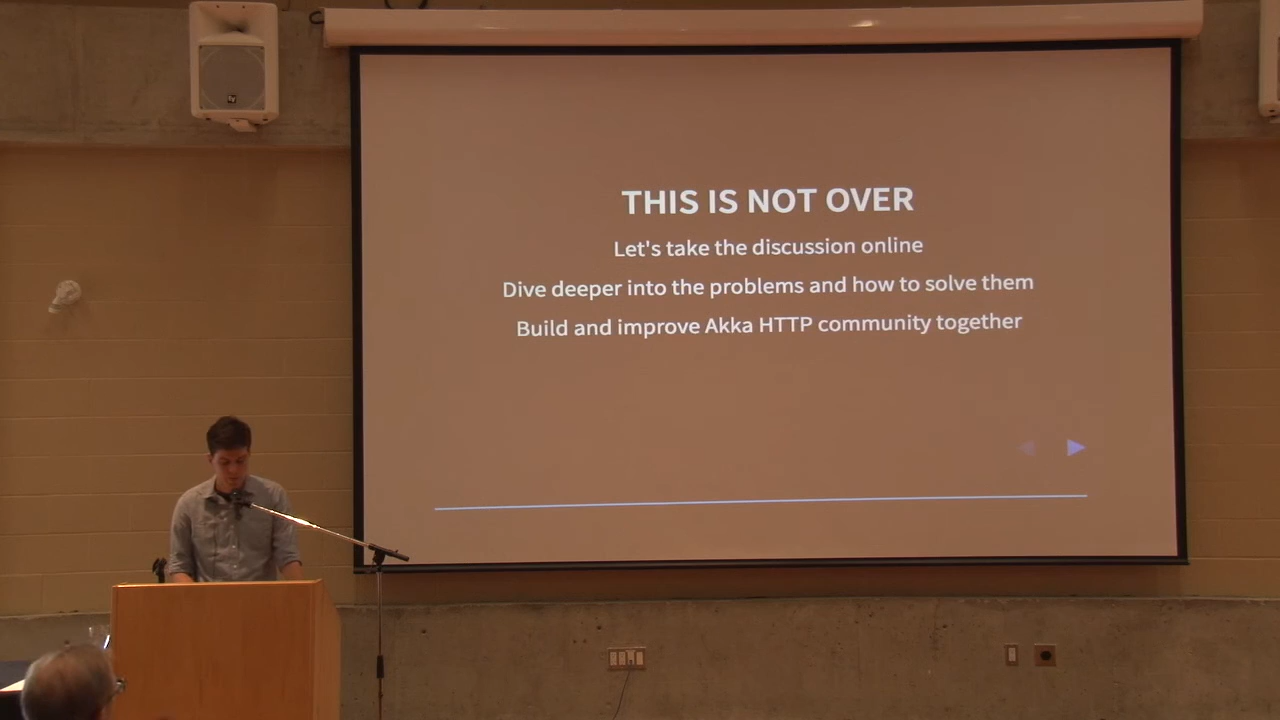 THIS IS NOT OVER
Let's take the discussion online
Dive deeper into the problems and how to solve them
Build and improve Akka HTTP community together